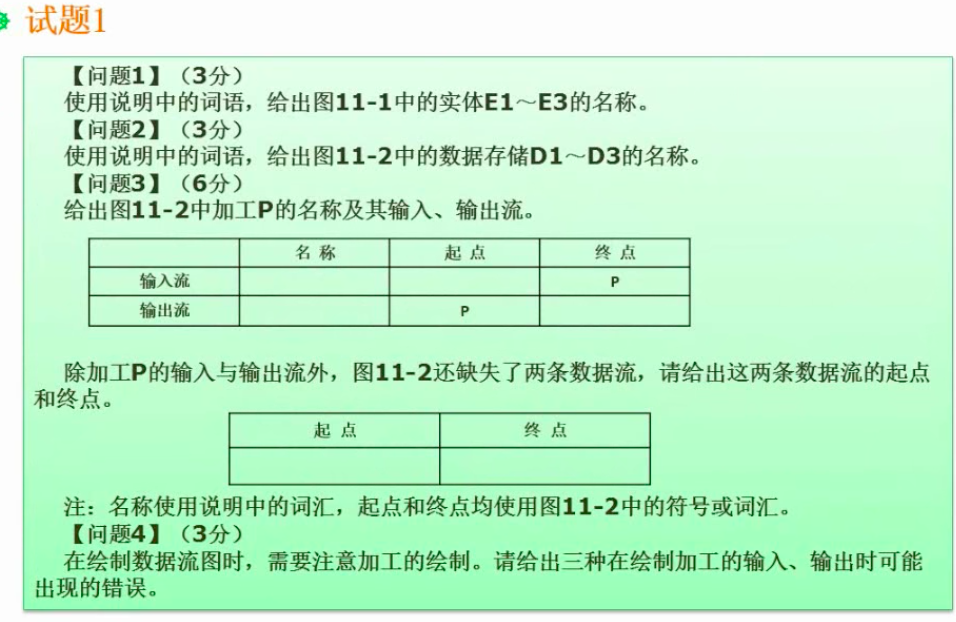 试题1
【问题1】（3分）
使用说明中的词语，给出图11-1中的实体E1～E3的名称。
【问题2】（3分）
使用说明中的词语，给出图11-2中的数据存储D1～D3的名称。
【问题3】（6分）
给出图11-2中加工P的名称及其输入、输出流。
名 称 起 点 终 点
输入流 P
输出流 P
除加工P的输入与输出流外，图11-2还缺失了两条数据流，请给出这两条数据流的起点
和终点。
起 点 终 点
注：名称使用说明中的词汇，起点和终点均使用图11-2中的符号或词汇。
【问题4】（3分）
在绘制数据流图时，需要注意加工的绘制。请给出三种在绘制加工的输入、输出时可能
出现的错误。